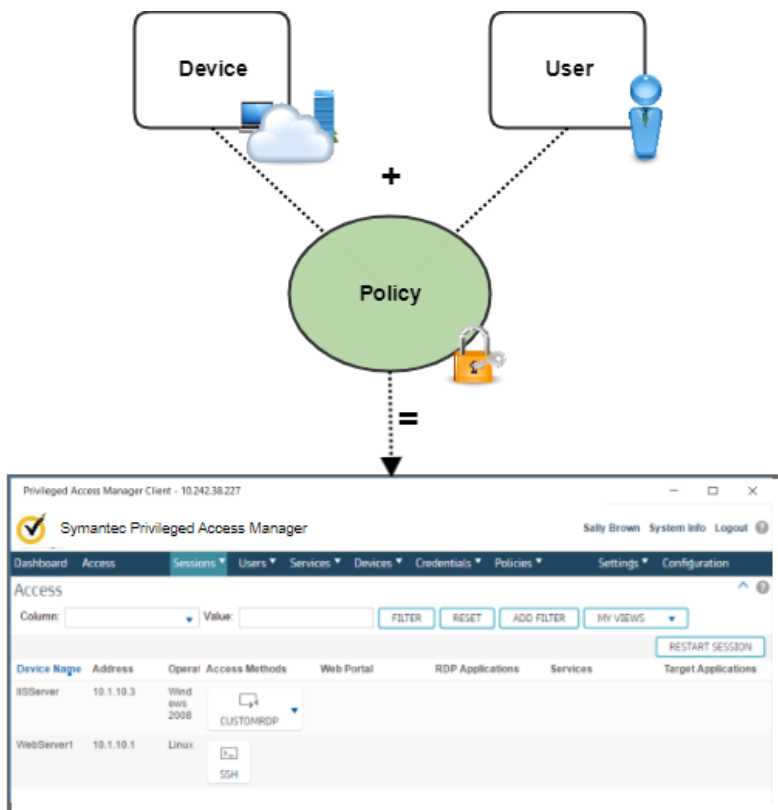 Device
User
+
Policy
=
Privileged Access Manager Client - 10.242.38.227
Symantec Privileged Access Manager
Sally Brown System Info Logout ?
Dashboard Access Sessions Users Services Devices Credentials Policies Settings Configuration
Access ?
Column: Value: FILTER RESET ADD FILTER MY VIEWS
RESTART SESSION
Device Name Address Operat Access Methods Web Portal RDP Applications Services Target Applications
IISServer 10.1.10.3 Wind
ows
2008
CUSTOMRDP
WebServer1 10.1.10.1 Linux
SSH